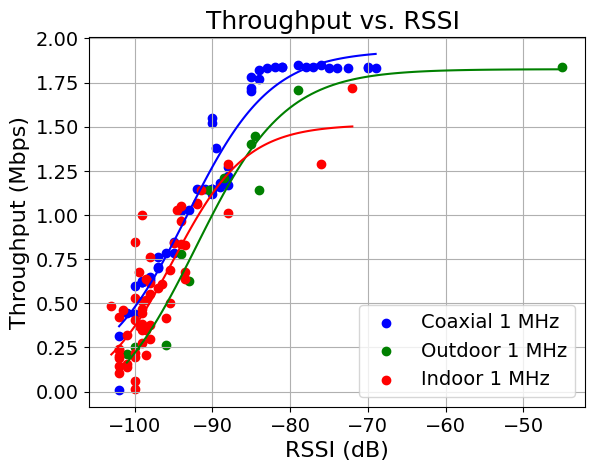 Throughput vs. RSSI
Throughput (Mbps)
2.00
1.75
1.50
1.25
1.00
0.75
0.50
0.25
0.00
Coaxial 1 MHz
Outdoor 1 MHz
Indoor 1 MHz
−100 −90 −80 −70 −60 −50
RSSI (dB)